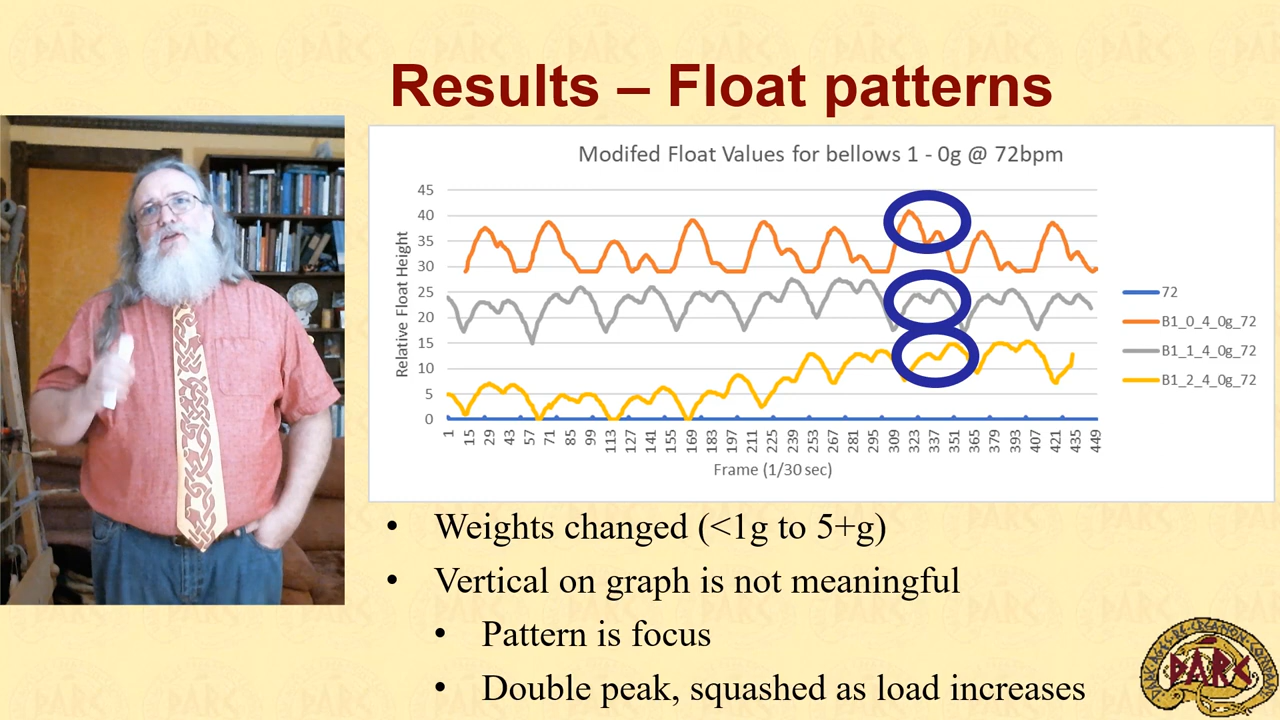 Results – Float patterns
Modifed Float Values for bellows 1 - 0g @ 72bpm
Relative Float Height
45
40
35
30
25
20
15
10
5
0
1 15 29 43 57 71 85 99 113 127 141 155 169 183 197 211 225 239 253 267 281 295 309 323 337 351 365 379 393 407 421 435 449
Frame (1/30 sec)
72
B1_0_4_0g_72
B1_1_4_0g_72
B1_2_4_0g_72
• Weights changed (<1g to 5+g)
• Vertical on graph is not meaningful
• Pattern is focus
• Double peak, squashed as load increases
DARC